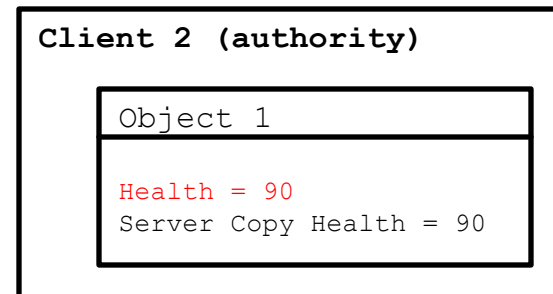 Client 2 (authority)
Object 1
Health = 90
Server Copy Health = 90